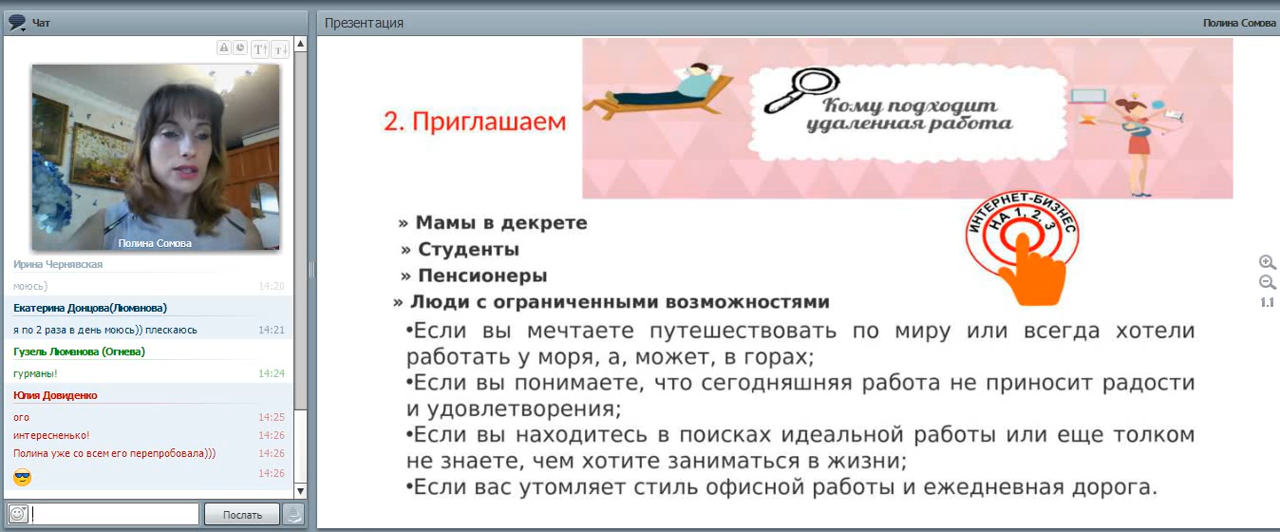 Чат
Полина Сомова
Ирина Чернявская
моюсь) 14:20
Екатерина Донцова(Люманова)
я по 2 раза в день моюсь)) плескаюсь 14:21
Гузель Люманова (Огнева)
гурманы! 14:24
Юлия Довиденко
ого 14:25
интересненько! 14:26
Полина уже со всем его перепробовала))) 14:26
14:26
Послать
Презентация Полина Сомова
2. Приглашаем
Кому подходит
удаленная работа
ИНТЕРНЕТ-БИЗНЕС
НА 1, 2, 3
» Мамы в декрете
» Студенты
» Пенсионеры
» Люди с ограниченными возможностями
•Если вы мечтаете путешествовать по миру или всегда хотели
работать у моря, а, может, в горах;
•Если вы понимаете, что сегодняшняя работа не приносит радости
и удовлетворения;
•Если вы находитесь в поисках идеальной работы или еще толком
не знаете, чем хотите заниматься в жизни;
•Если вас утомляет стиль офисной работы и ежедневная дорога.
1.1